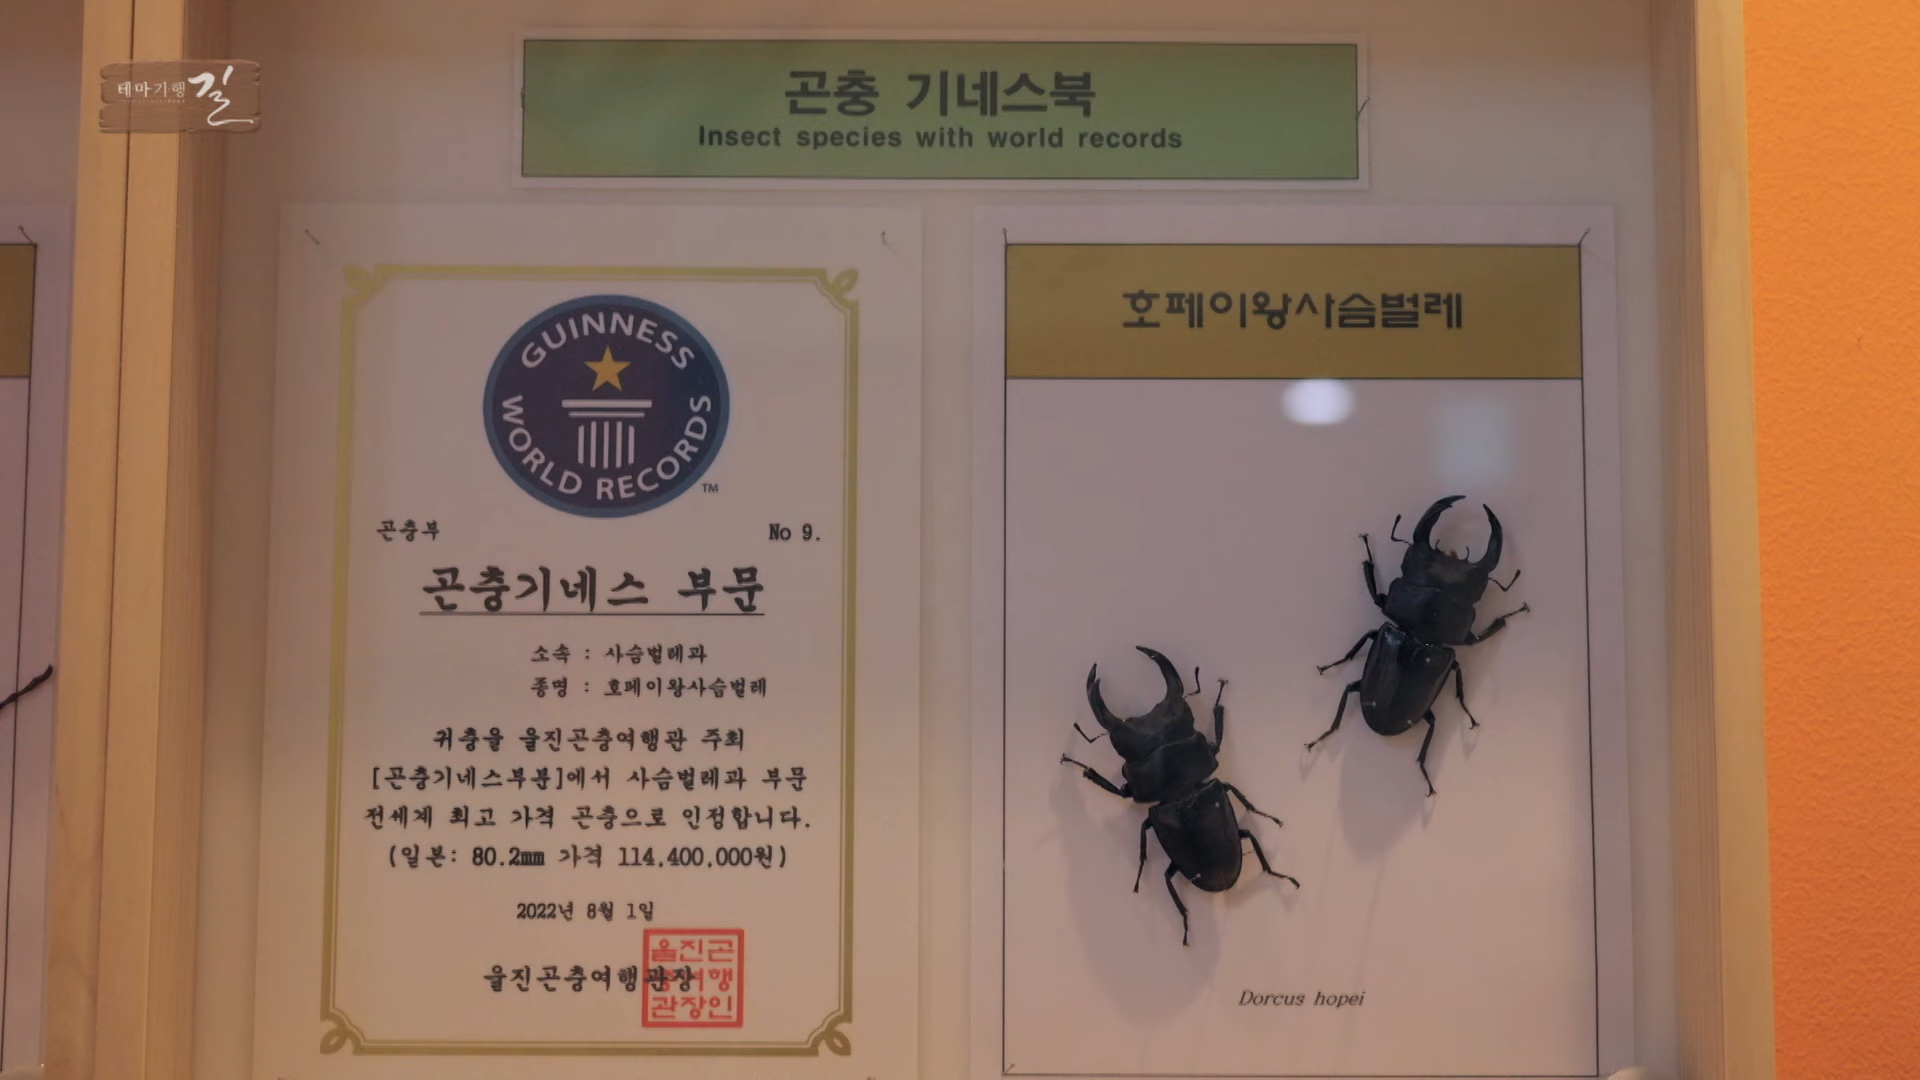 테마기행 길
곤충 기네스북
Insect species with world records
GUINNESS
WORLD RECORDS
TM
곤충부 No 9.
곤충기네스 부문
소속 : 사슴벌레과
종명 : 호페이왕사슴벌레
귀충을 울진곤충여행관 주최
[곤충기네스부분]에서 사슴벌레과 부문
전세계 최고 가격 곤충으로 인정합니다.
(일본: 80.2mm 가격 114,400,000원)
2022년 8월 1일
울진곤충여행관장
울진곤
충여행
관장인
호페이왕사슴벌레
Dorcus hopei